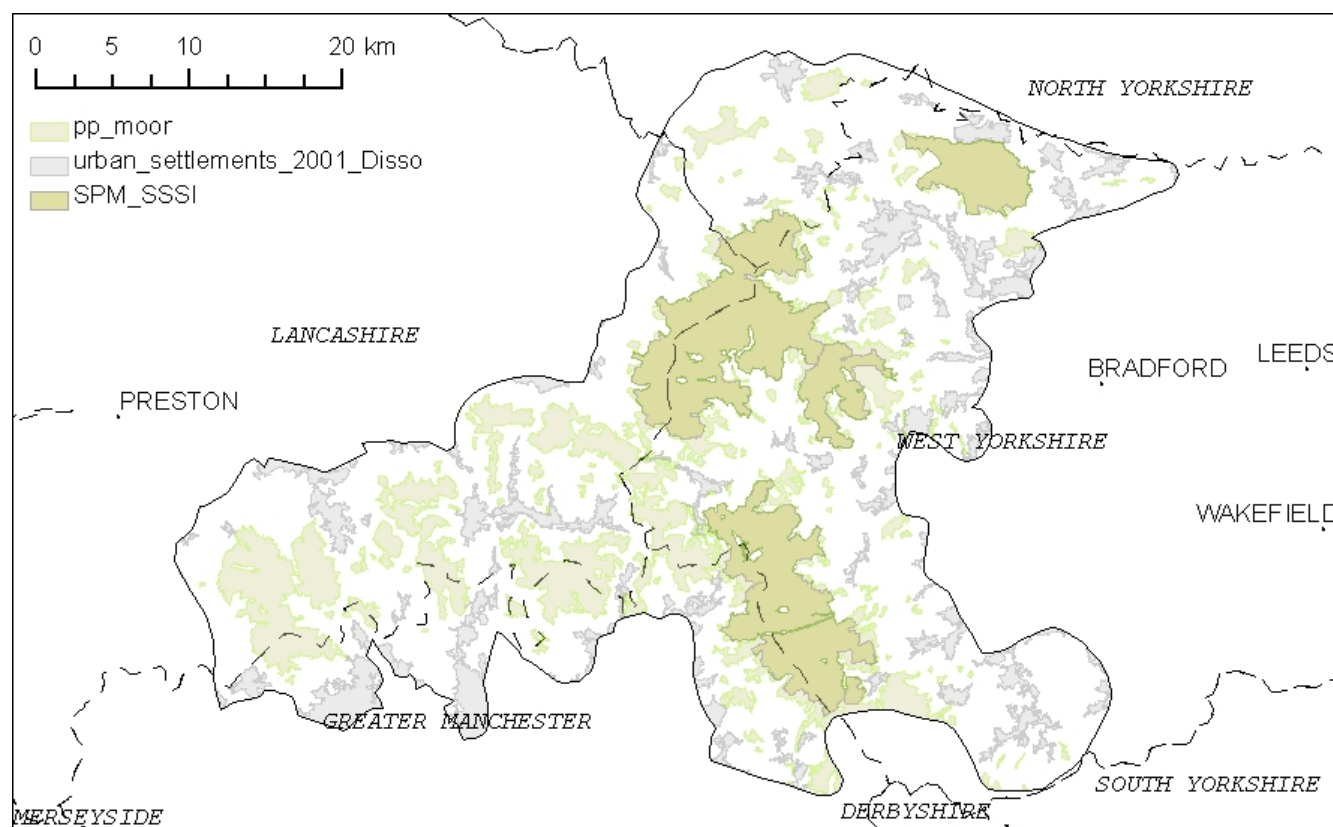 0 5 10 20 km
pp_moor
urban_settlements_2001_Disso
SPM_SSSI
NORTH YORKSHIRE
LANCASHIRE
BRADFORD
LEEDS
PRESTON
WEST YORKSHIRE
WAKEFIELD
GREATER MANCHESTER
SOUTH YORKSHIRE
DERBYSHIRE
MERSEYSIDE